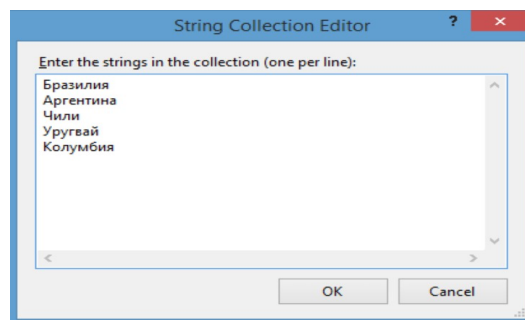 String Collection Editor
?
×
Enter the strings in the collection (one per line):
Бразилия
Аргентина
Чили
Уругвай
Колумбия
OK
Cancel